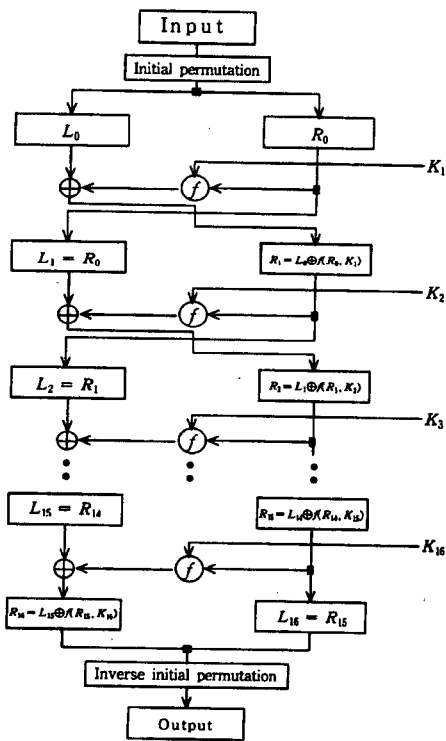 Input
Initial permutation
L₀
R₀
K₁
f
L₁ = R₀
R₁ = L₀⊕f(R₀, K₁)
K₂
f
L₂ = R₁
R₂ = L₁⊕f(R₁, K₂)
K₃
f
L₁₅ = R₁₄
R₁₅ = L₁₄⊕f(R₁₄, K₁₅)
K₁₆
f
R₁₆ = L₁₅⊕f(R₁₅, K₁₆)
L₁₆ = R₁₅
Inverse initial permutation
Output